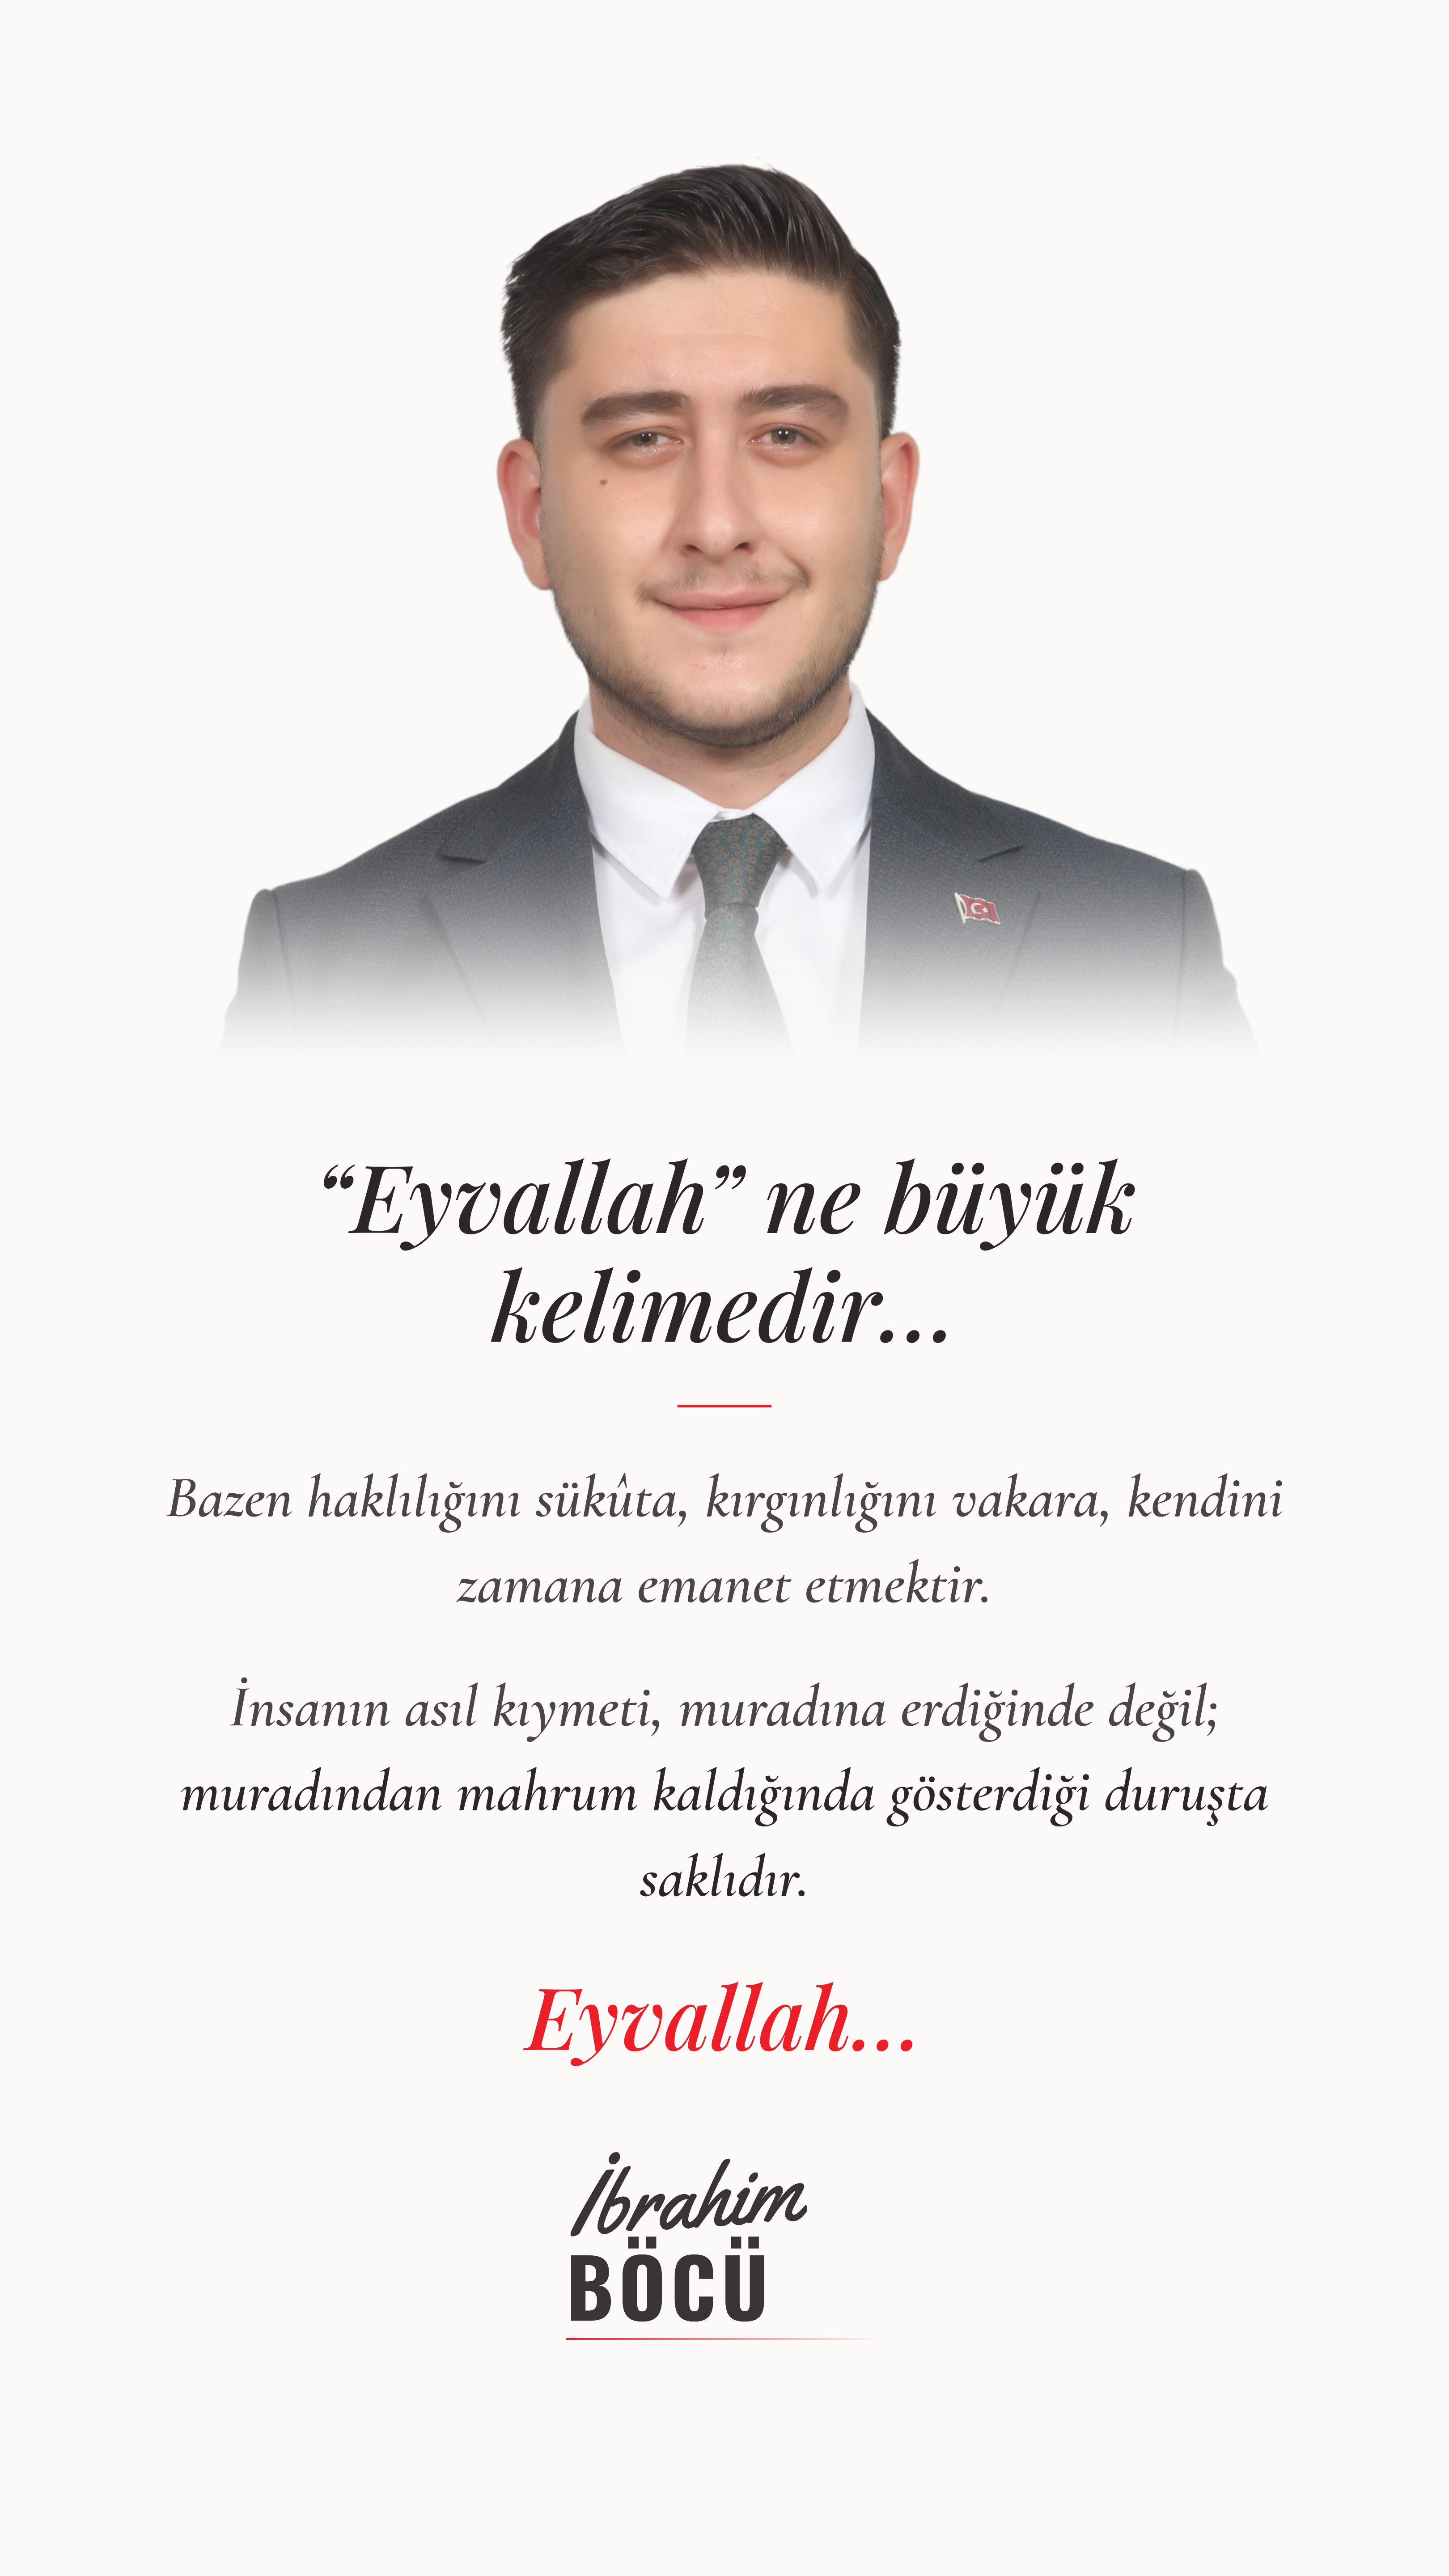 “Eyvallah” ne büyük
kelimedir...
Bazen haklılığını sükûta, kırgınlığını vakara, kendini
zamana emanet etmektir.
İnsanın asıl kıymeti, muradına erdiğinde değil;
muradından mahrum kaldığında gösterdiği duruşta
saklıdır.
Eyvallah...
İbrahim
BÖCÜ